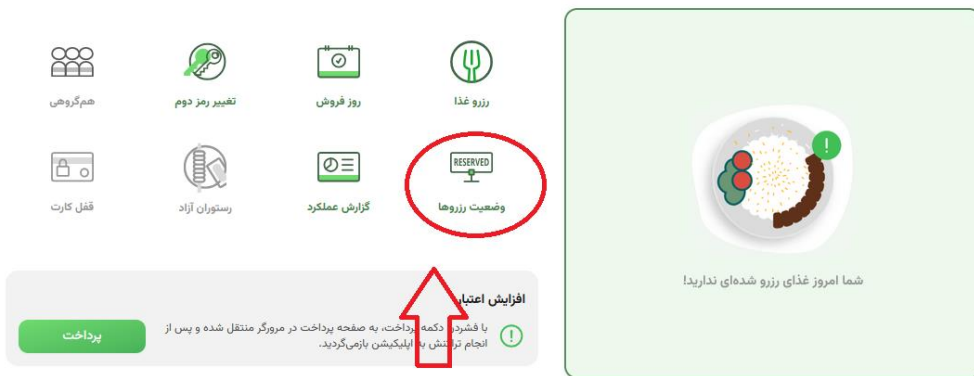 رزرو غذا
روز فروش
تغییر رمز دوم
هم‌گروهی
RESERVED
وضعیت رزروها
گزارش عملکرد
رستوران آزاد
قفل کارت
شما امروز غذای رزرو شده‌ای ندارید!
افزایش اعتبار
با فشردن دکمه پرداخت، به صفحه پرداخت در مرورگر منتقل شده و پس از
انجام تراکنش به اپلیکیشن بازمی‌گردید.
پرداخت